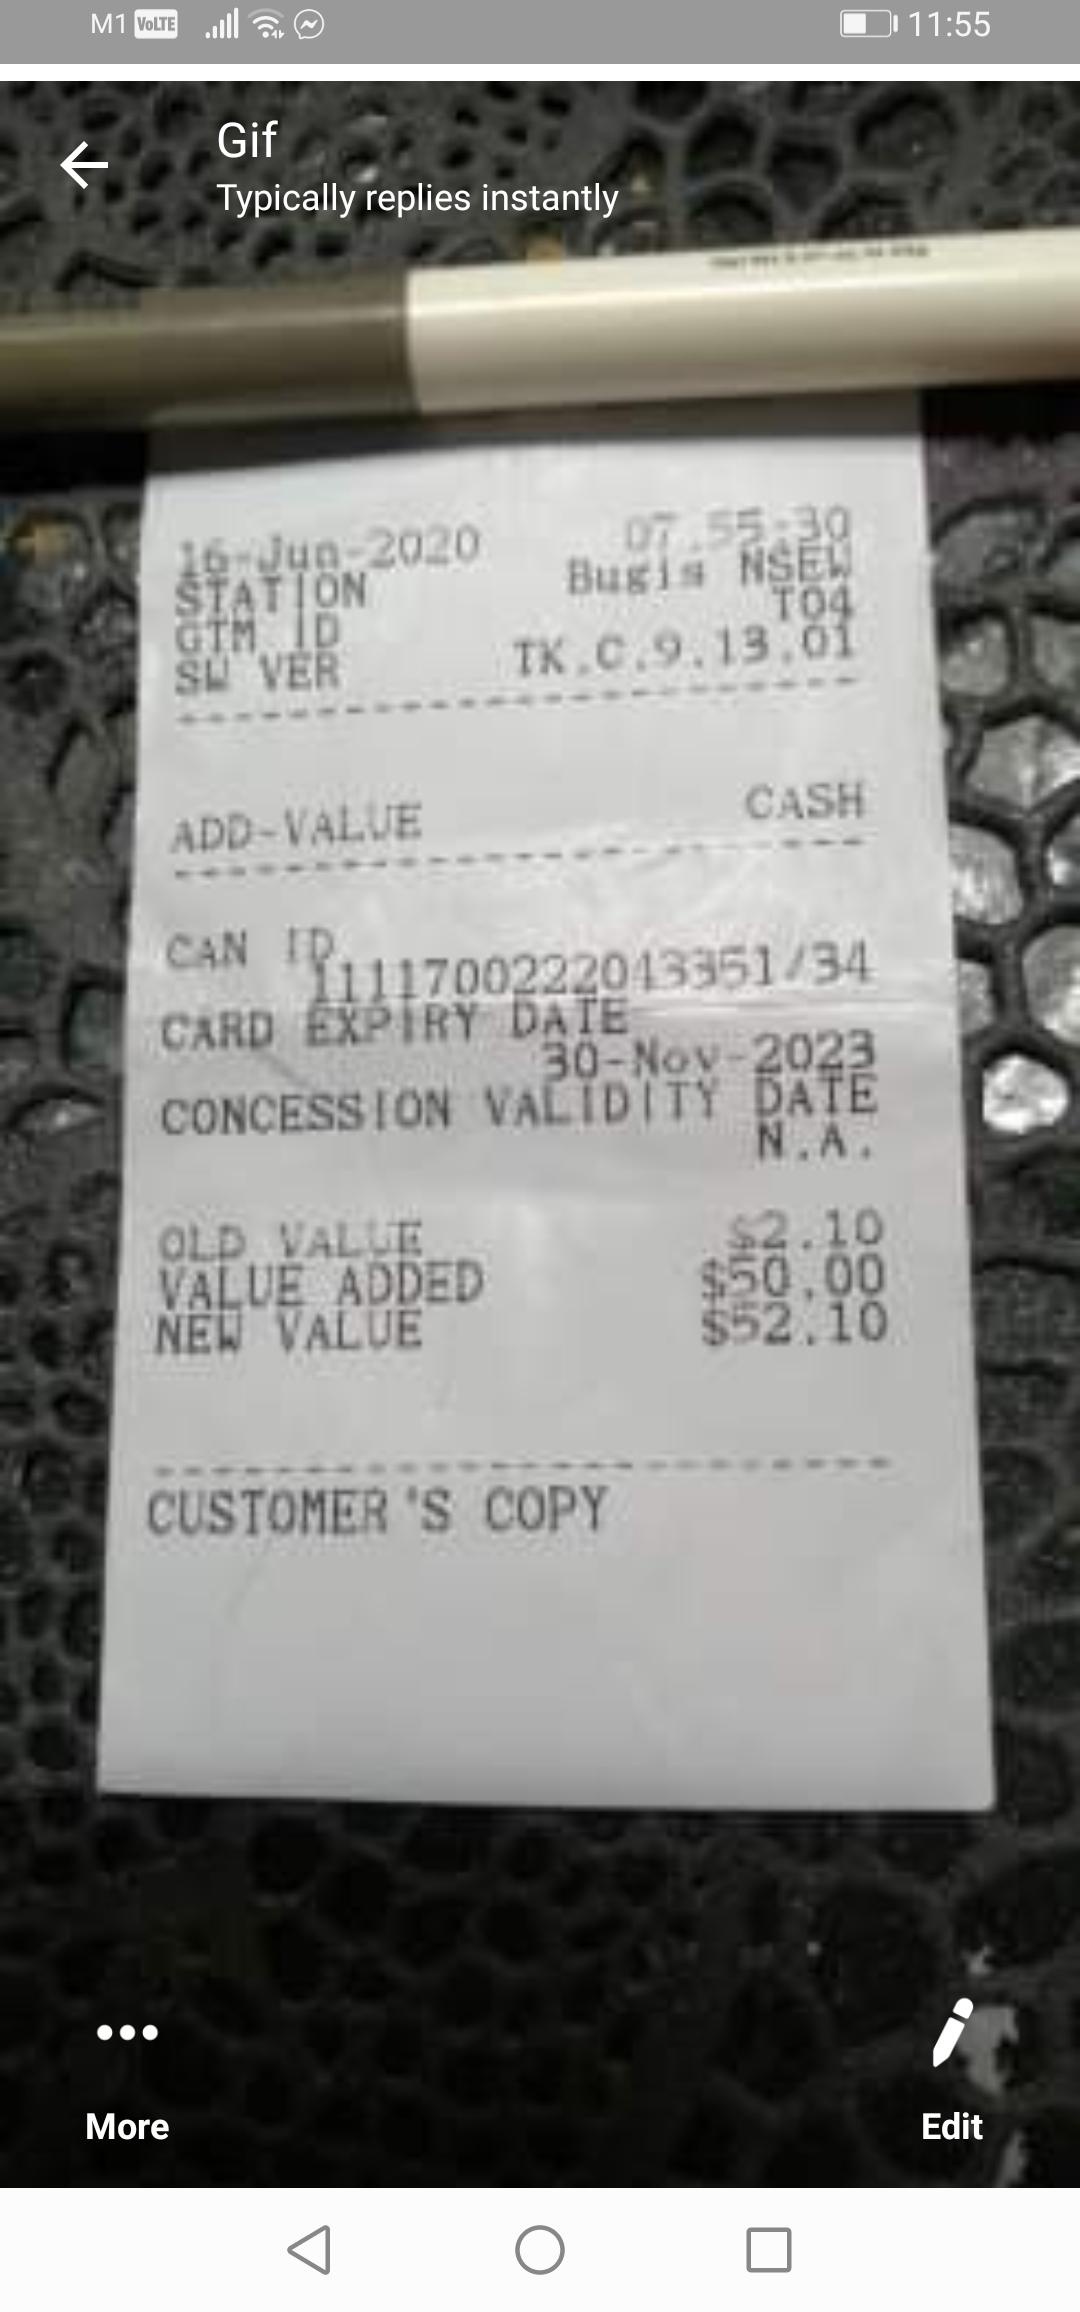 M1 VoLTE 11:55
Gif
Typically replies instantly
16-Jun-2020 07.55:30
STATION Bugis NSEW
GTM ID T04
SW VER TK.C.9.13.01
ADD-VALUE CASH
CAN ID
1111700222043351/34
CARD EXPIRY DATE
30-Nov-2023
CONCESSION VALIDITY DATE
N.A.
OLD VALUE $2.10
VALUE ADDED $50.00
NEW VALUE $52.10
CUSTOMER'S COPY
More Edit